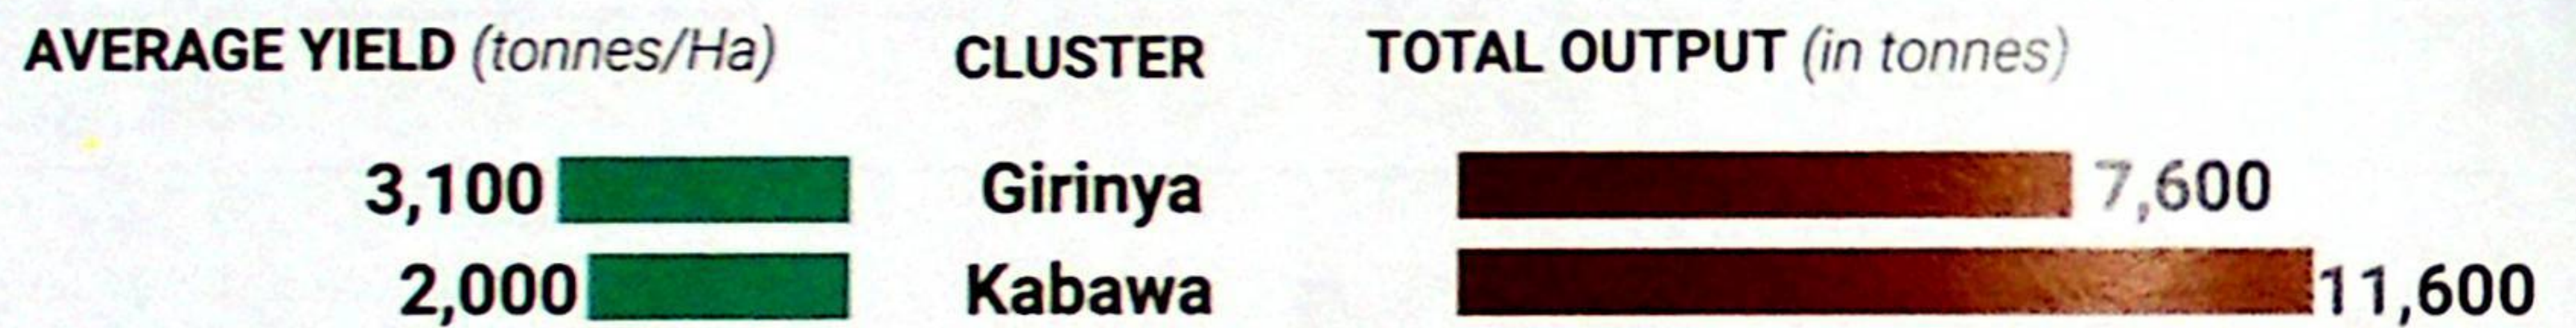 AVERAGE YIELD (tonnes/Ha) CLUSTER TOTAL OUTPUT (in tonnes)
3,100 Girinya 7,600
2,000 Kabawa 11,600